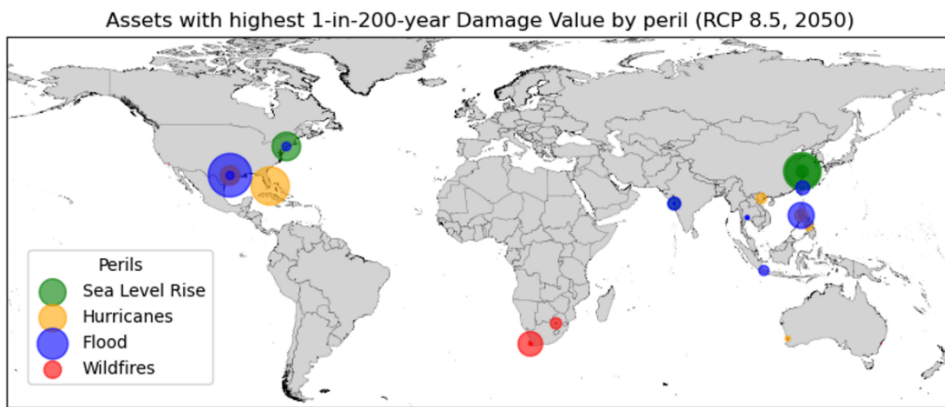 Assets with highest 1-in-200-year Damage Value by peril (RCP 8.5, 2050)
Perils
Sea Level Rise
Hurricanes
Flood
Wildfires